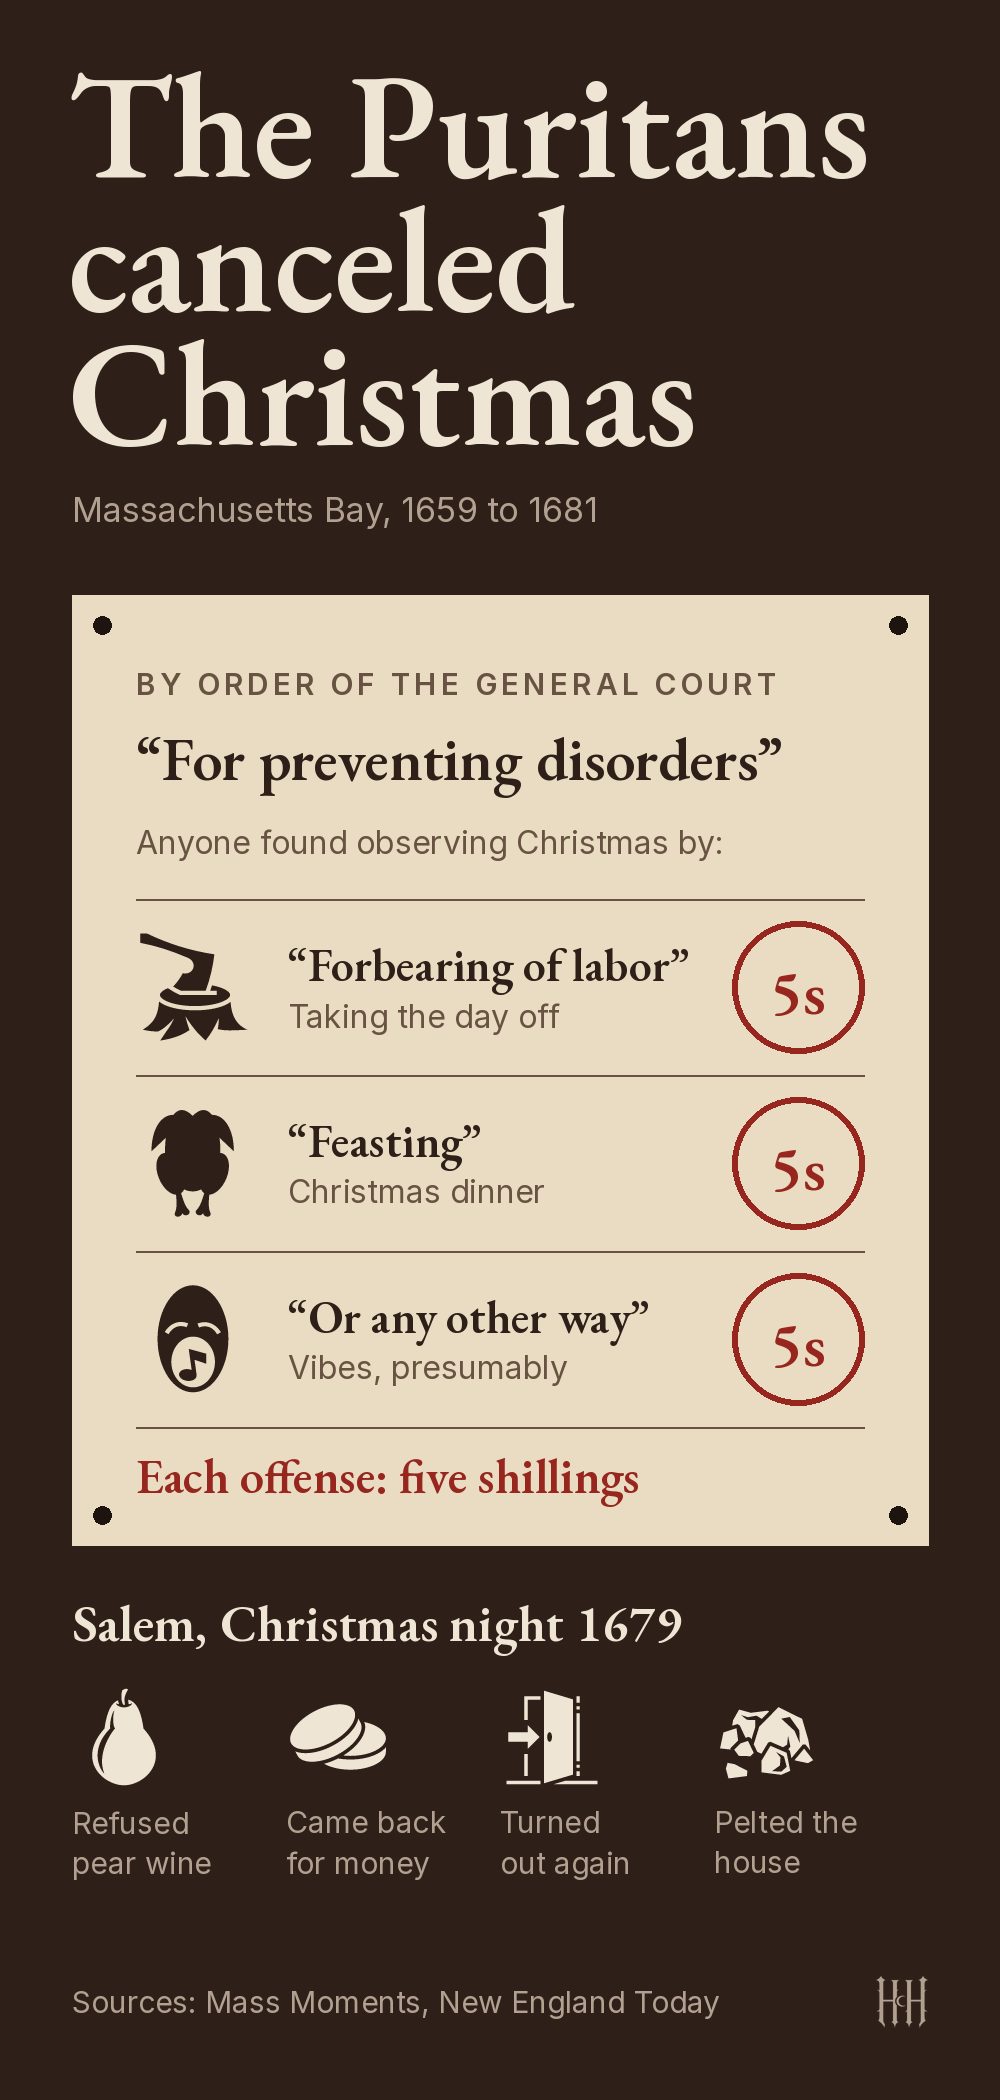 The Puritans
canceled
Christmas
Massachusetts Bay, 1659 to 1681
BY ORDER OF THE GENERAL COURT
“For preventing disorders”
Anyone found observing Christmas by:
“Forbearing of labor”
Taking the day off
5s
“Feasting”
Christmas dinner
5s
“Or any other way”
Vibes, presumably
5s
Each offense: five shillings
Salem, Christmas night 1679
Refused
pear wine
Came back
for money
Turned
out again
Pelted the
house
Sources: Mass Moments, New England Today
HCH